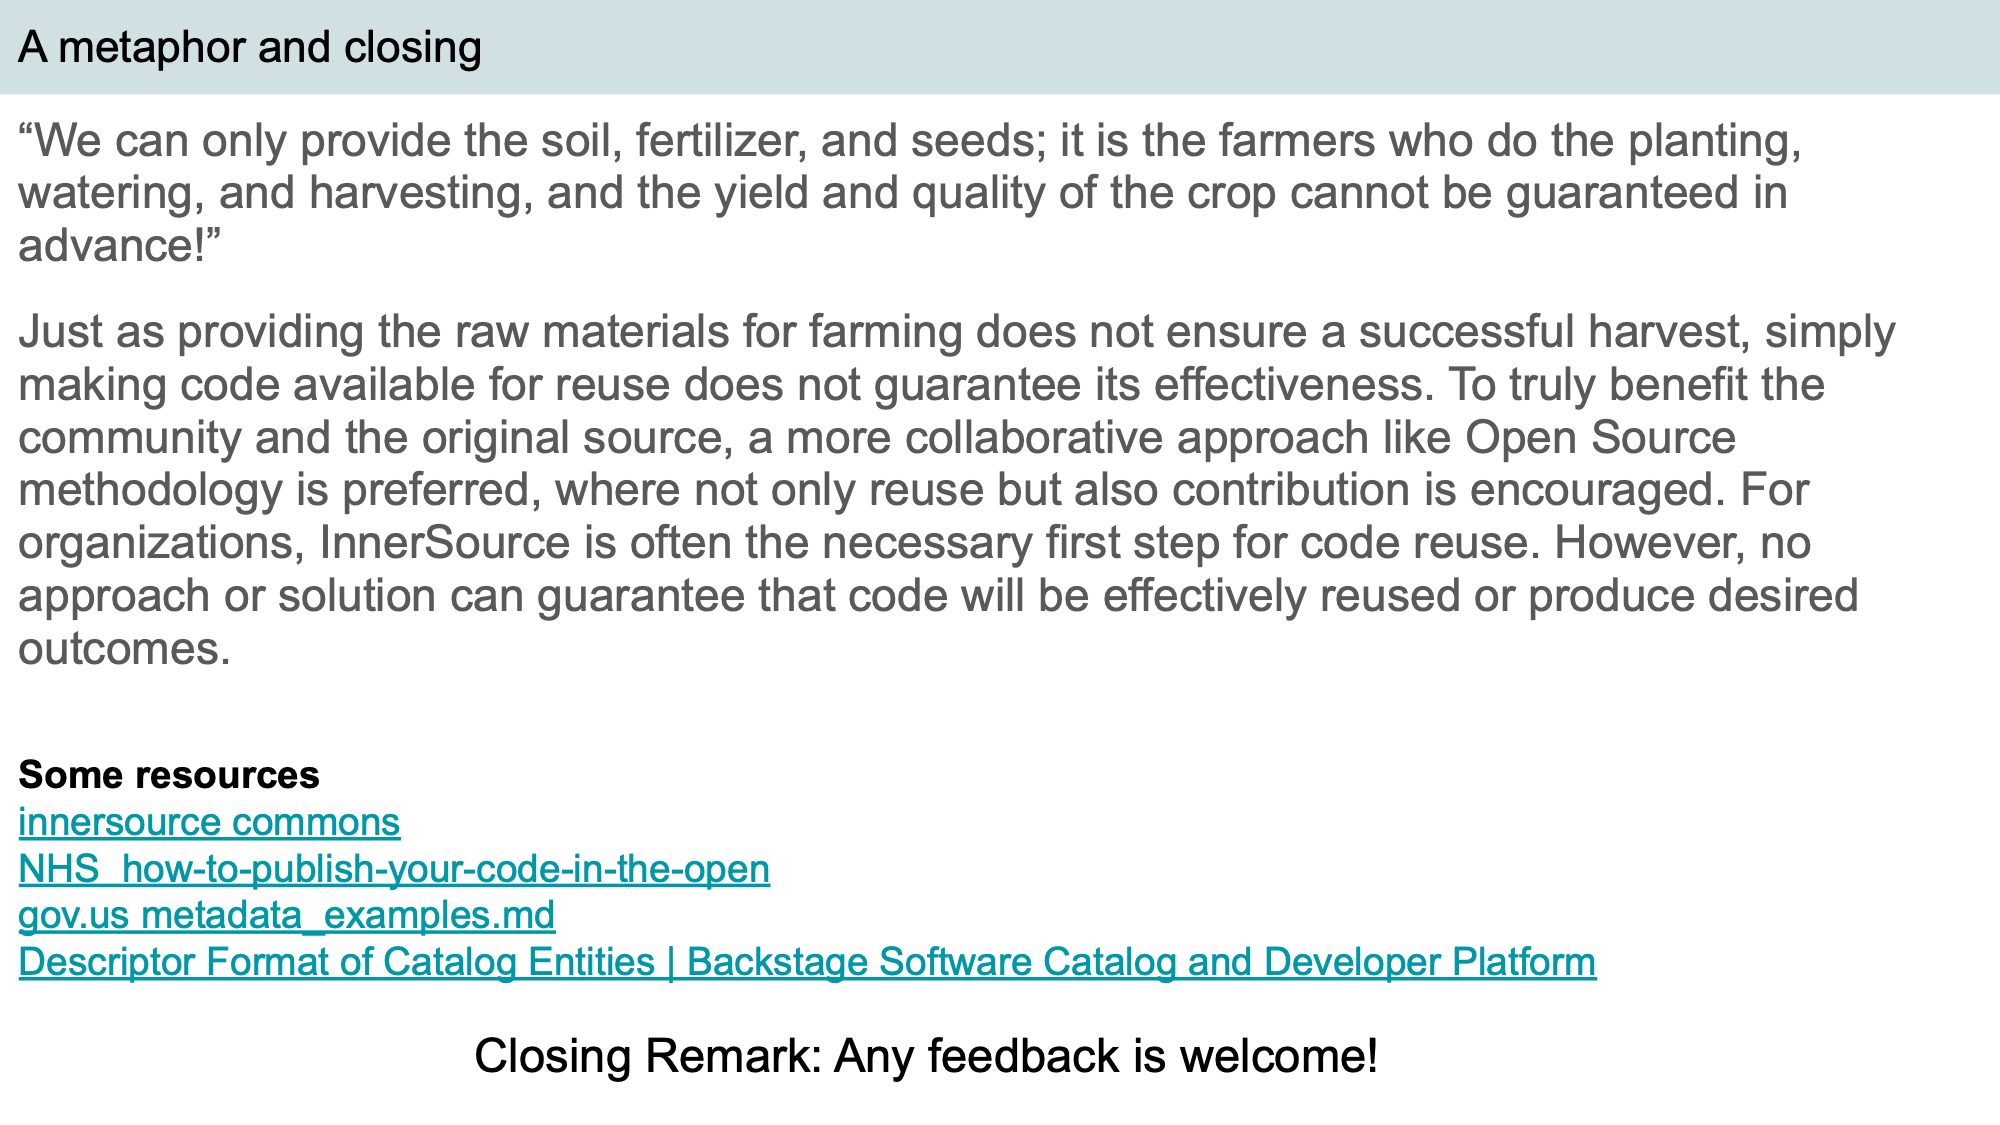 A metaphor and closing
“We can only provide the soil, fertilizer, and seeds; it is the farmers who do the planting,
watering, and harvesting, and the yield and quality of the crop cannot be guaranteed in
advance!”
Just as providing the raw materials for farming does not ensure a successful harvest, simply
making code available for reuse does not guarantee its effectiveness. To truly benefit the
community and the original source, a more collaborative approach like Open Source
methodology is preferred, where not only reuse but also contribution is encouraged. For
organizations, InnerSource is often the necessary first step for code reuse. However, no
approach or solution can guarantee that code will be effectively reused or produce desired
outcomes.
Some resources
innersource commons
NHS  how-to-publish-your-code-in-the-open
gov.us metadata_examples.md
Descriptor Format of Catalog Entities | Backstage Software Catalog and Developer Platform
Closing Remark: Any feedback is welcome!